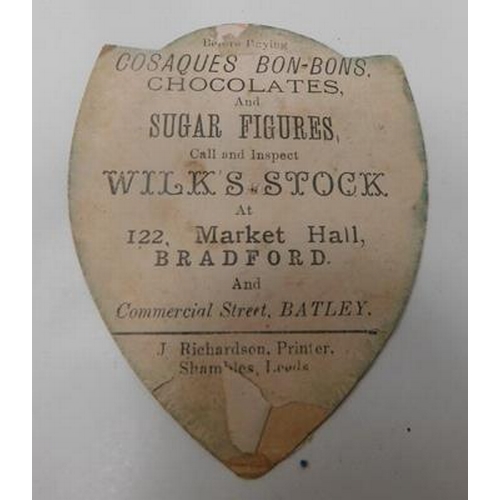 Before Buying
COSAQUES BON-BONS,
CHOCOLATES,
And
SUGAR FIGURES,
Call and Inspect
WILK'S STOCK
At
122, Market Hall,
BRADFORD.
And
Commercial Street, BATLEY.
J. Richardson, Printer,
Shambles, Leeds